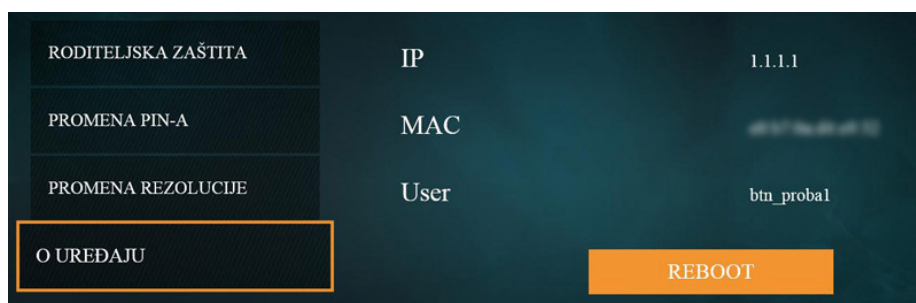 RODITELJSKA ZAŠTITA
PROMENA PIN-A
PROMENA REZOLUCIJE
O UREĐAJU
IP 1.1.1.1
MAC
User btn_proba1
REBOOT